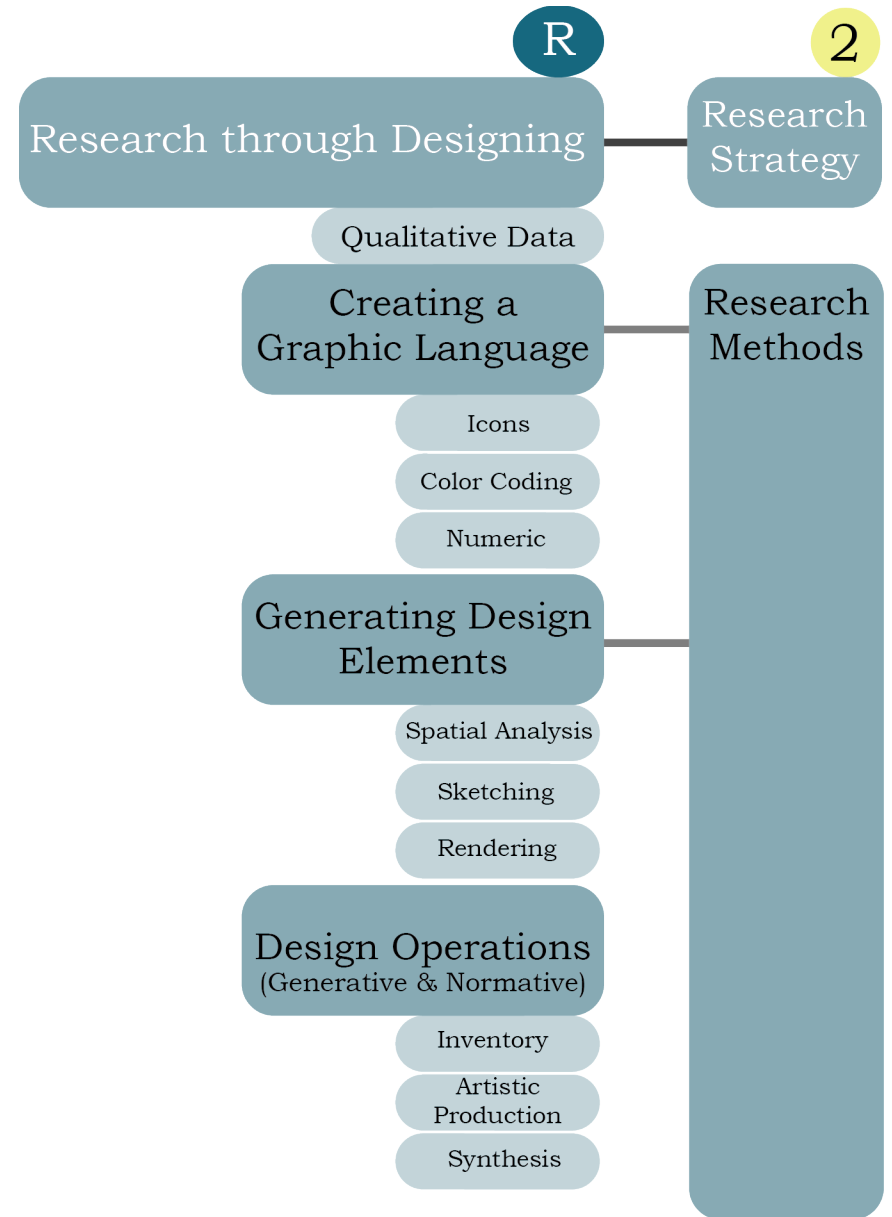 R
2
Research through Designing
Research
Strategy
Qualitative Data
Creating a
Graphic Language
Research
Methods
Icons
Color Coding
Numeric
Generating Design
Elements
Spatial Analysis
Sketching
Rendering
Design Operations
(Generative & Normative)
Inventory
Artistic
Production
Synthesis